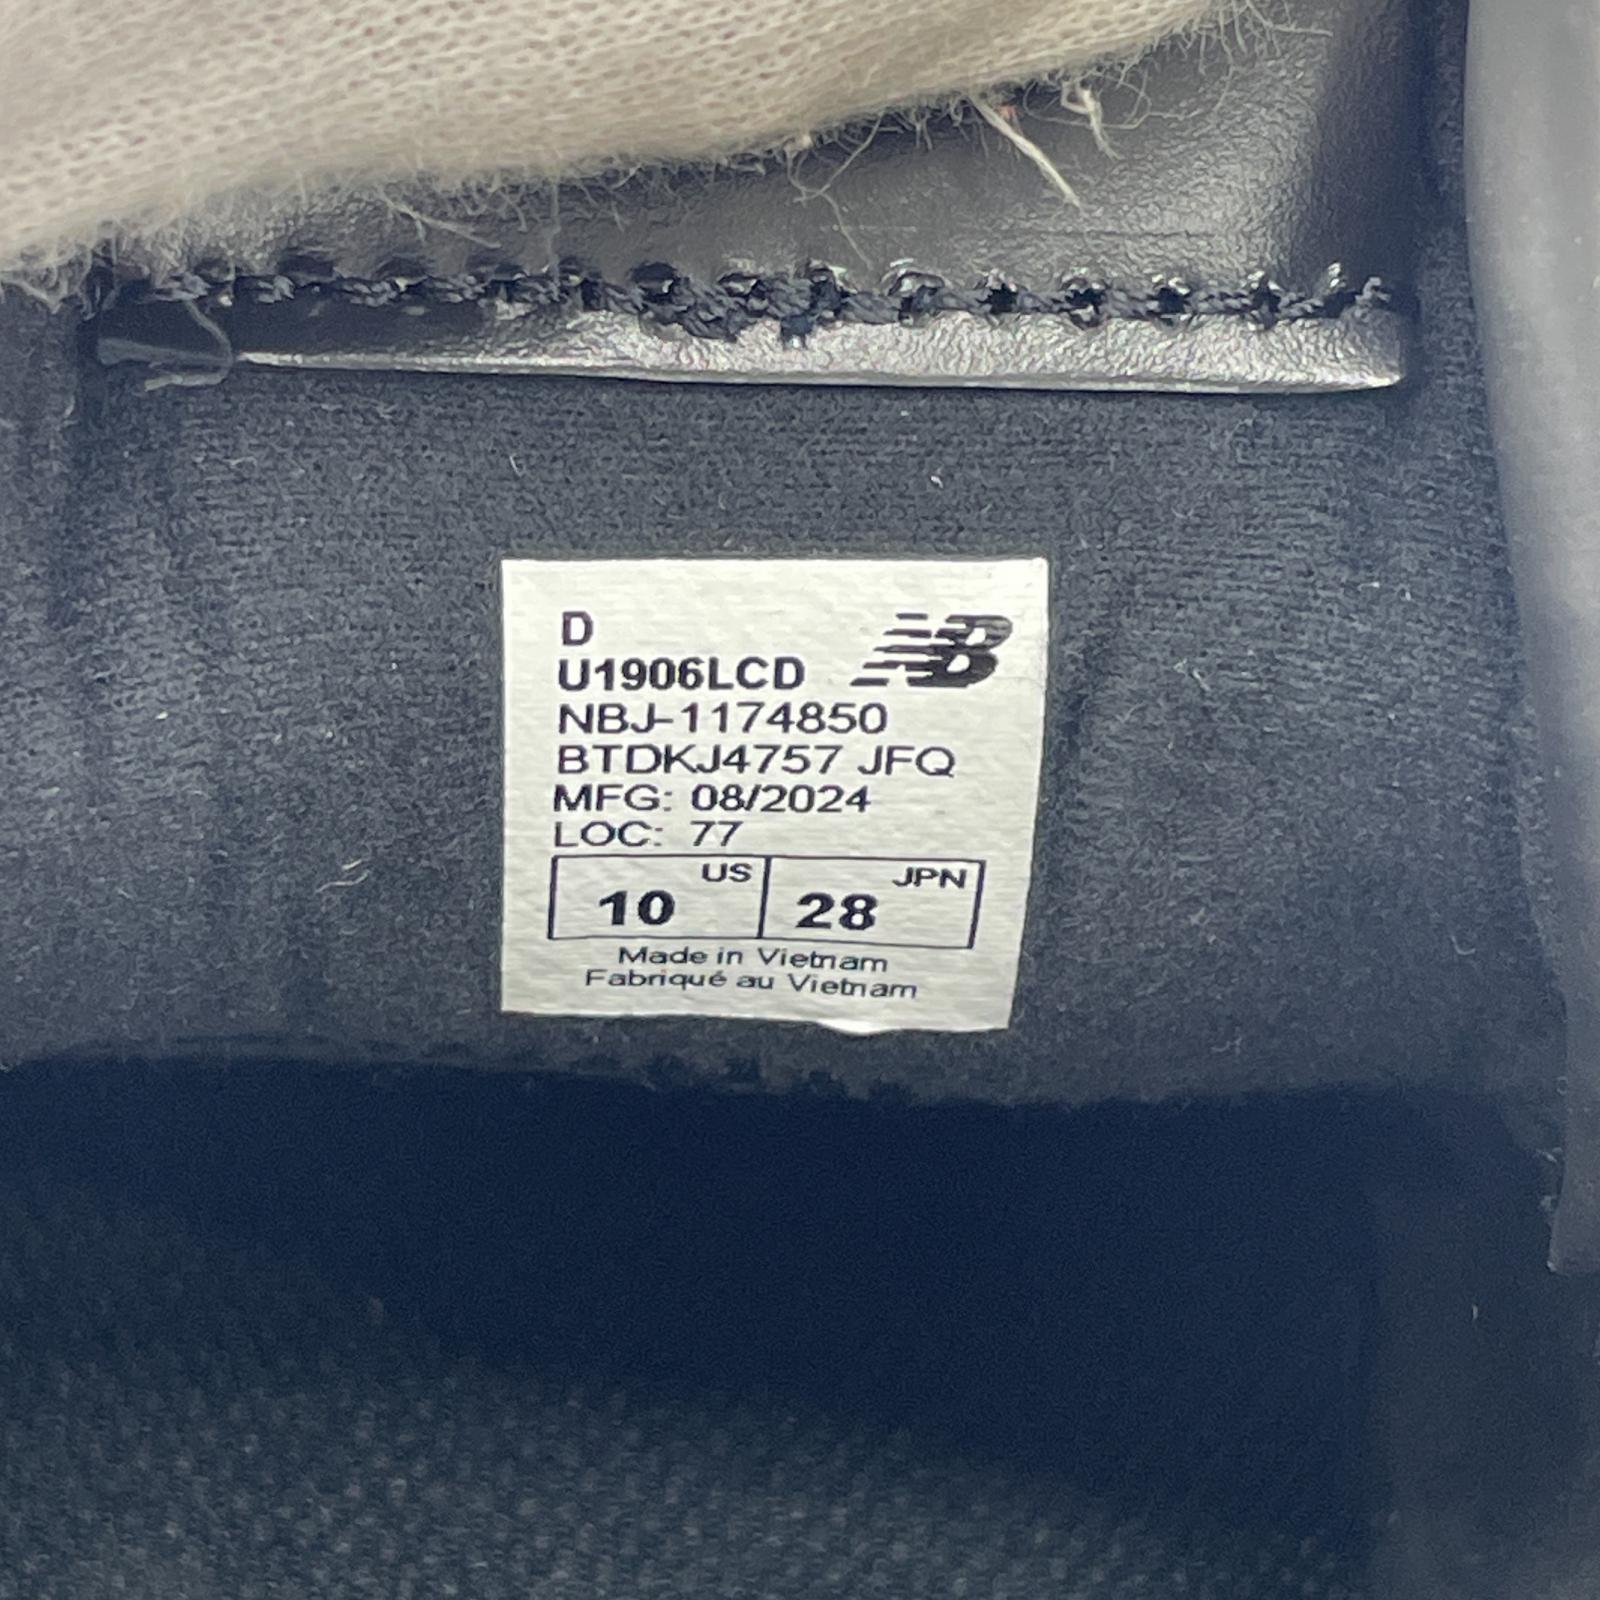 D
U1906LCD
NBJ-1174850
BTDKJ4757 JFQ
MFG: 08/2024
LOC: 77
10 US 28 JPN
Made in Vietnam
Fabriqué au Vietnam